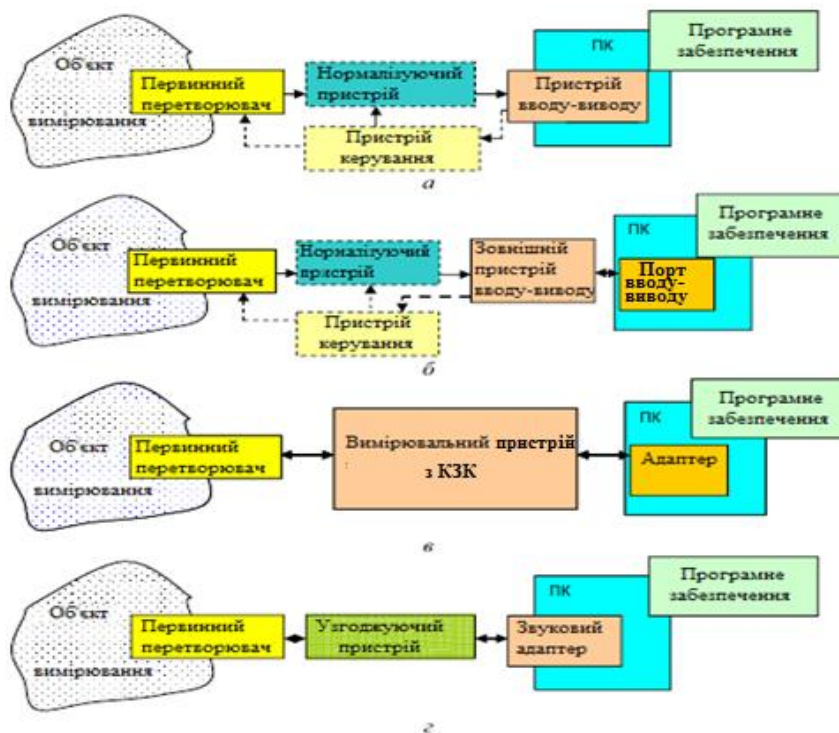 Програмне
забезпечення
ПК
Об'єкт
вимірювання
Первинний
перетворювач
Нормалізуючий
пристрій
Пристрій
вводу-виводу
Пристрій
керування
а
Програмне
забезпечення
ПК
Об'єкт
вимірювання
Первинний
перетворювач
Нормалізуючий
пристрій
Зовнішній
пристрій
вводу-виводу
Порт
вводу-
виводу
Пристрій
керування
б
Програмне
забезпечення
ПК
Об'єкт
вимірювання
Первинний
перетворювач
Вимірювальний пристрій
з КЗК
Адаптер
в
Програмне
забезпечення
ПК
Об'єкт
вимірювання
Первинний
перетворювач
Узгоджуючий
пристрій
Звуковий
адаптер
г